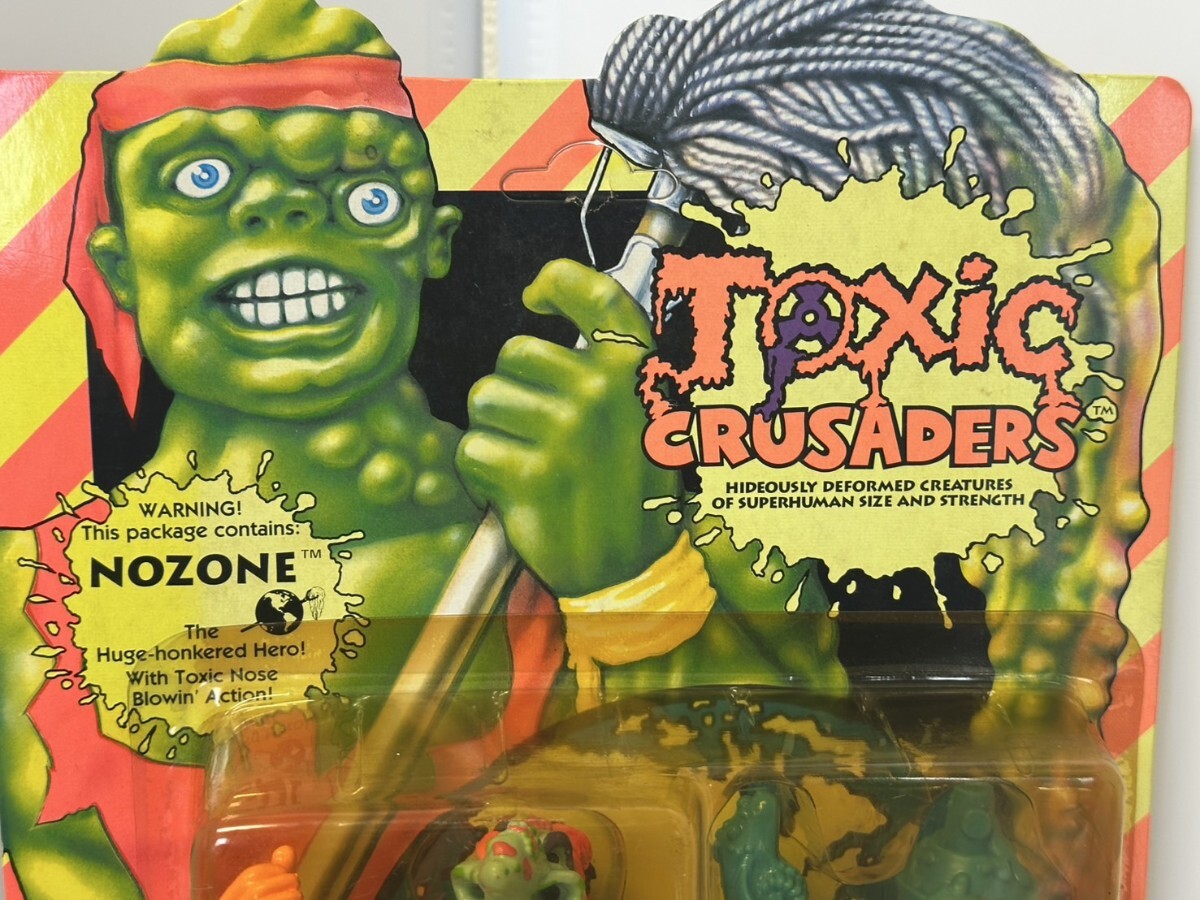 TOXIC
CRUSADERS™
HIDEOUSLY DEFORMED CREATURES
OF SUPERHUMAN SIZE AND STRENGTH
WARNING!
This package contains:
NOZONE™
The
Huge-honkered Hero!
With Toxic Nose
Blowin' Action!